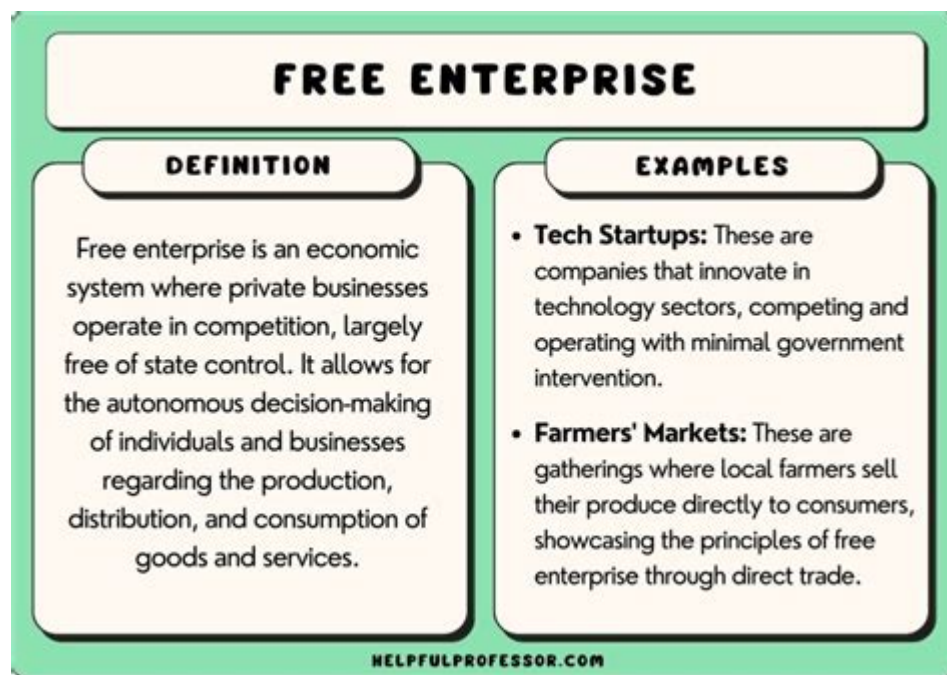 FREE ENTERPRISE
DEFINITION
Free enterprise is an economic
system where private businesses
operate in competition, largely
free of state control. It allows for
the autonomous decision-making
of individuals and businesses
regarding the production,
distribution, and consumption of
goods and services.
EXAMPLES
• Tech Startups: These are
companies that innovate in
technology sectors, competing and
operating with minimal government
intervention.
• Farmers' Markets: These are
gatherings where local farmers sell
their produce directly to consumers,
showcasing the principles of free
enterprise through direct trade.
HELPFULPROFESSOR.COM